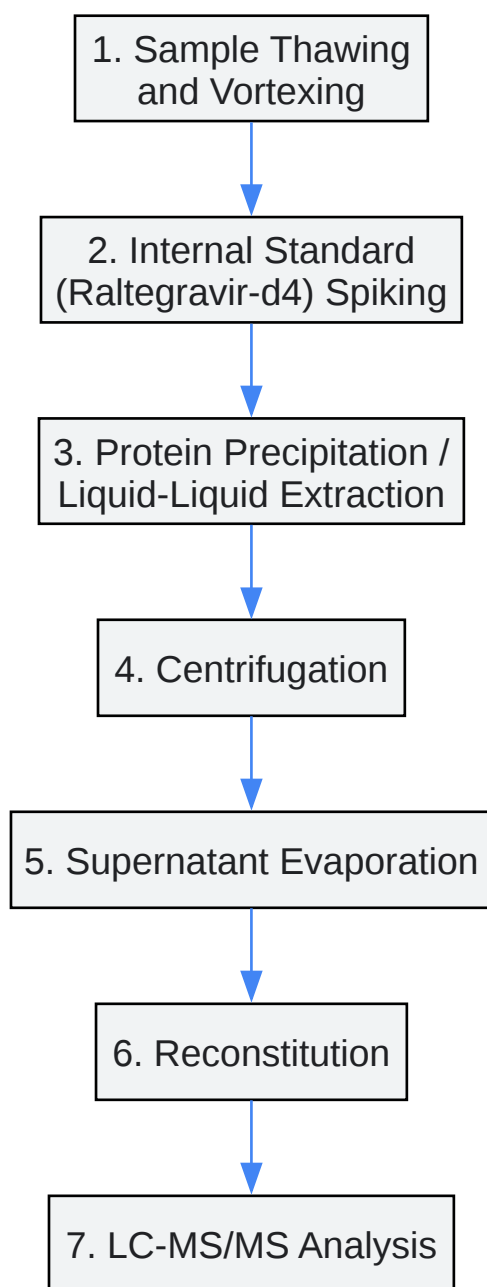 1. Sample Thawing
and Vortexing
2. Internal Standard
(Raltegravir-d4) Spiking
3. Protein Precipitation /
Liquid-Liquid Extraction
4. Centrifugation
5. Supernatant Evaporation
6. Reconstitution
7. LC-MS/MS Analysis